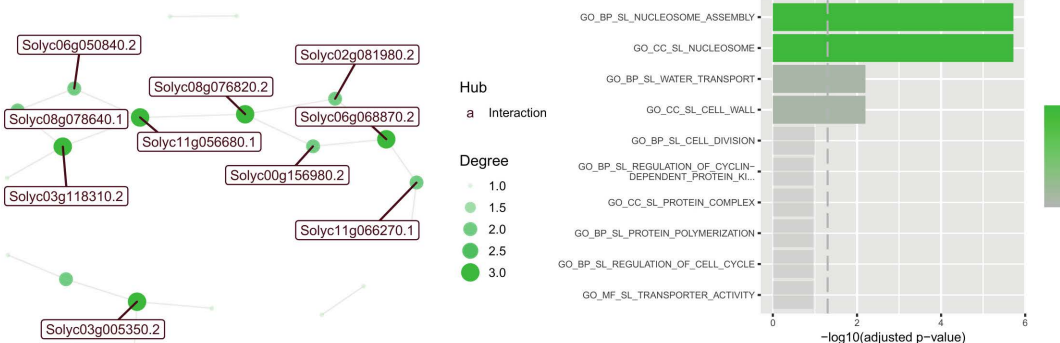 Solyc06g050840.2
Solyc02g081980.2
Solyc08g076820.2
Solyc06g068870.2
Solyc08g078640.1
Solyc11g056680.1
Solyc00g156980.2
Solyc03g118310.2
Solyc11g066270.1
Solyc03g005350.2
Hub
a Interaction
Degree
1.0
1.5
2.0
2.5
3.0
GO_BP_SL_NUCLEOSOME_ASSEMBLY
GO_CC_SL_NUCLEOSOME
GO_BP_SL_WATER_TRANSPORT
GO_CC_SL_CELL_WALL
GO_BP_SL_CELL_DIVISION
GO_BP_SL_REGULATION_OF_CYCLIN−
DEPENDENT_PROTEIN_KI...
GO_CC_SL_PROTEIN_COMPLEX
GO_BP_SL_PROTEIN_POLYMERIZATION
GO_BP_SL_REGULATION_OF_CELL_CYCLE
GO_MF_SL_TRANSPORTER_ACTIVITY
0 2 4 6
−log10(adjusted p−value)